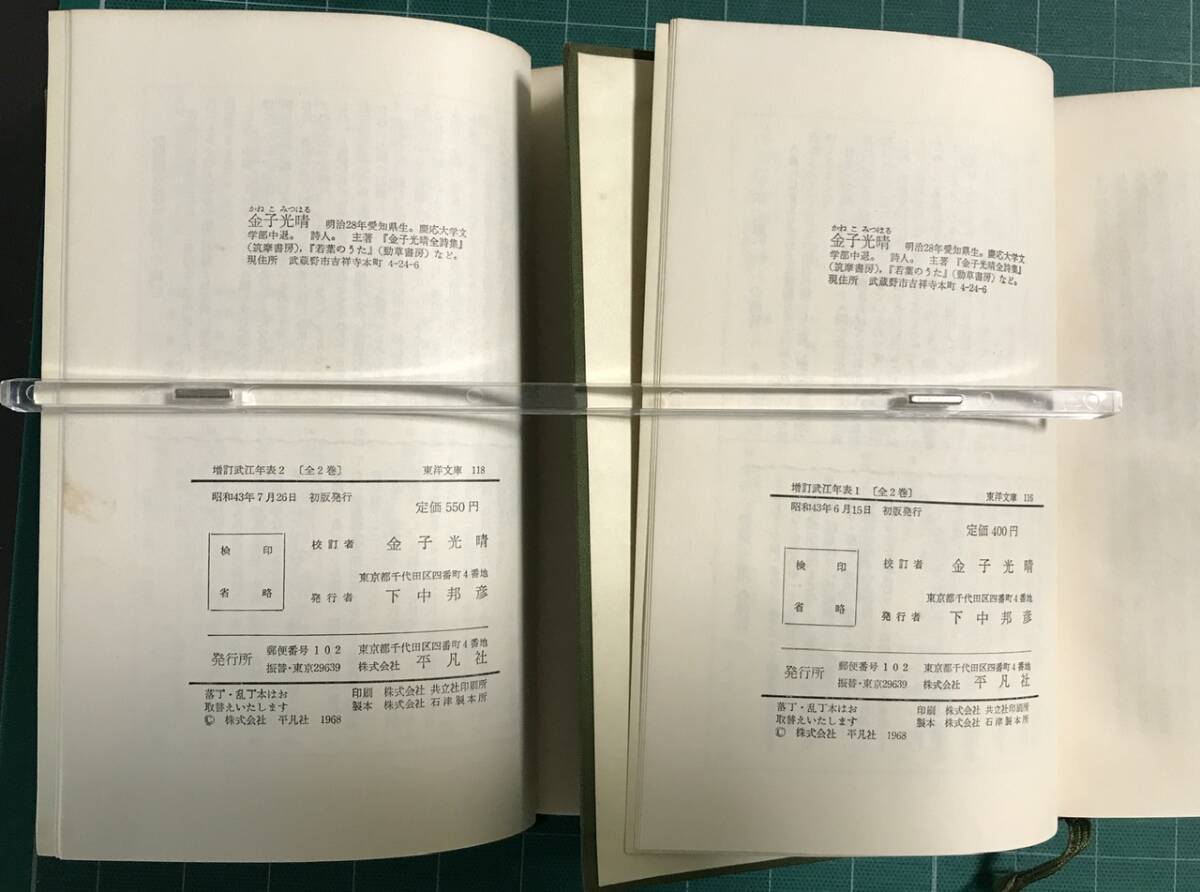 かねこ みつはる
金子光晴 明治28年愛知県生。慶応大学文
学部中退。 詩人。 主著『金子光晴全詩集』
(筑摩書房),『若葉のうた』(勁草書房)など。
現住所 武蔵野市吉祥寺本町 4-24-6
増訂武江年表2 〔全2巻〕 東洋文庫 118
昭和43年7月26日 初版発行
定価 550円
検印
省略
校訂者 金子光晴
東京都千代田区四番町4番地
発行者 下中邦彦
発行所 郵便番号102 東京都千代田区四番町4番地
振替・東京29639 株式会社 平凡社
落丁・乱丁本はお 印刷 株式会社 共立社印刷所
取替えいたします 製本 株式会社 石津製本所
© 株式会社 平凡社 1968
かねこ みつはる
金子光晴 明治28年愛知県生。慶応大学文
学部中退。 詩人。 主著『金子光晴全詩集』
(筑摩書房),『若葉のうた』(勁草書房)など。
現住所 武蔵野市吉祥寺本町 4-24-6
増訂武江年表1 〔全2巻〕 東洋文庫 116
昭和43年6月15日 初版発行
定価 400円
検印
省略
校訂者 金子光晴
東京都千代田区四番町4番地
発行者 下中邦彦
発行所 郵便番号102 東京都千代田区四番町4番地
振替・東京29639 株式会社 平凡社
落丁・乱丁本はお 印刷 株式会社 共立社印刷所
取替えいたします 製本 株式会社 石津製本所
© 株式会社 平凡社 1968